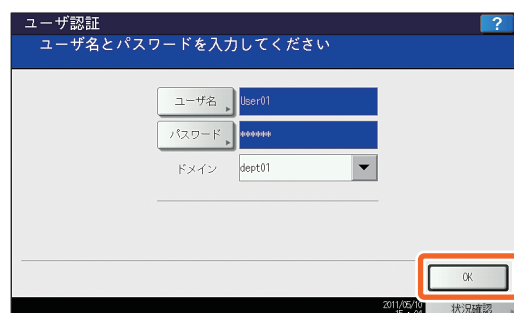 ユーザ認証
?
ユーザ名とパスワードを入力してください
ユーザ名 User01
パスワード ******
ドメイン dept01
OK
2011/05/10
状況確認